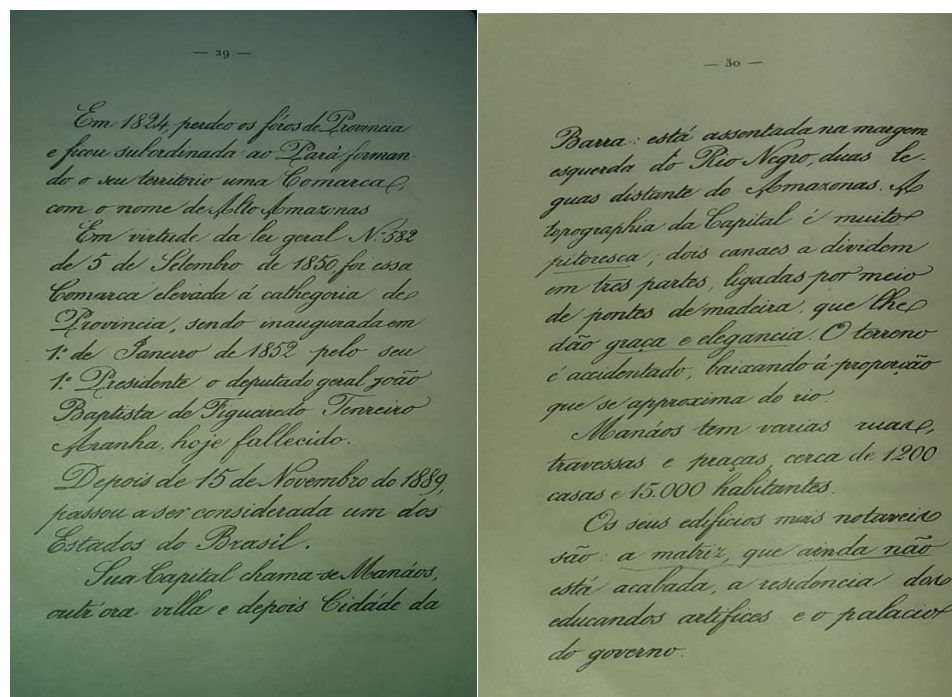 — 29 —
Em 1824, perdeo os fóros de Provincia
e ficou subordinada ao Pará forman-
do o seu territorio uma Comarca,
com o nome de Alto Amazonas
Em virtude da lei geral N.º 582
de 5 de Setembro de 1850, foi essa
Comarca elevada á cathegoria de
Provincia, sendo inaugurada em
1.º de Janeiro de 1852 pelo seu
1.º Presidente o deputado geral João
Baptista de Figueiredo Tenreiro
Aranha, hoje fallecido.
Depois de 15 de Novembro de 1889,
passou a ser considerada um dos
Estados do Brasil.
Sua Capital chama-se Manáos,
outr'ora villa e depois Cidáde da
— 30 —
Barra: está assentada na margem
esquerda do Rio Negro, duas le-
guas distante do Amazonas. A
topographia da Capital é muito
pitoresca; dois canaes a dividem
em tres partes, ligadas por meio
de pontes de madeira, que lhe
dão graça e elegancia. O terreno
é accidentado, baixando á proporção
que se approxima do rio.
Manáos tem varias ruas,
travessas e praças, cerca de 1200
casas e 15.000 habitantes.
Os seus edificios mais notaveis
são: a matriz, que ainda não
está acabada, a residencia dos
educandos artifices e o palacio
do governo.